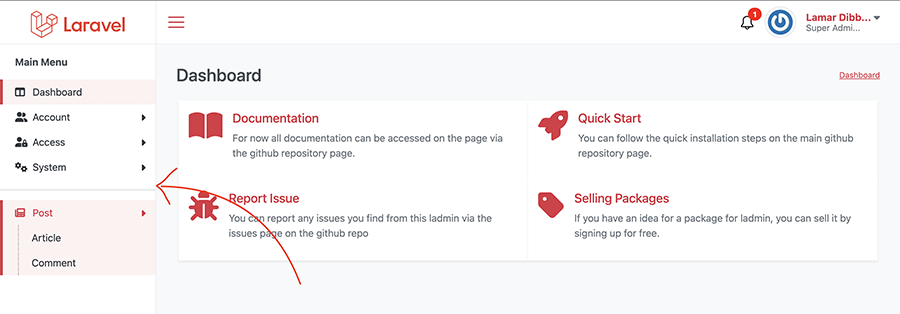 Laravel
1
Lamar Dibb...
Super Admi...
Main Menu
Dashboard
Account
Access
System
Post
Article
Comment
Dashboard
Dashboard
Documentation
For now all documentation can be accessed on the page via
the github repository page.
Quick Start
You can follow the quick installation steps on the main github
repository page.
Report Issue
You can report any issues you find from this ladmin via the
issues page on the github repo
Selling Packages
If you have an idea for a package for ladmin, you can sell it by
signing up for free.